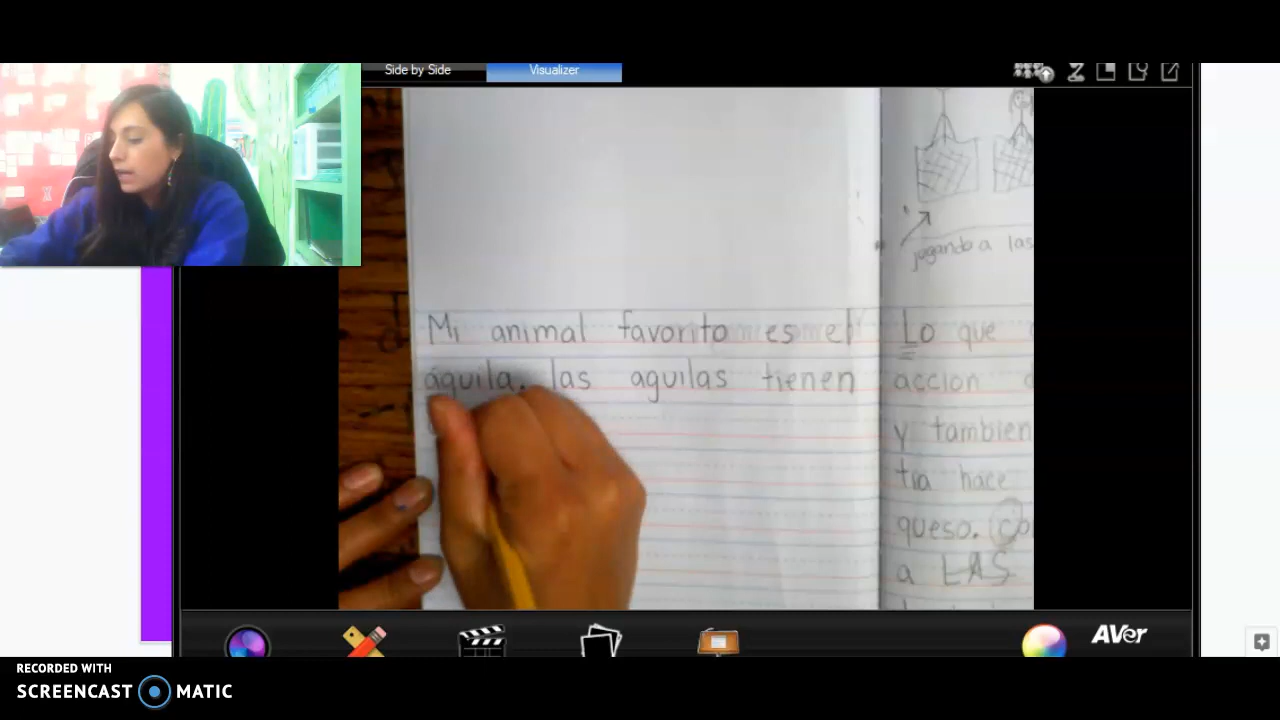 Side by Side
Visualizer
jugando a las
Mi animal favorito es el
águila. las aguilas tienen
Lo que
accion
y tambien
tia hace
queso. co
a LAS
AVer
RECORDED WITH
SCREENCAST MATIC